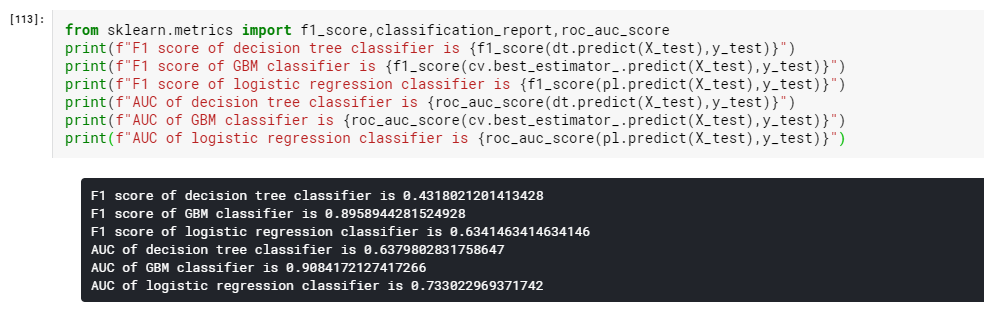 [113]:
from sklearn.metrics import f1_score,classification_report,roc_auc_score
print(f"F1 score of decision tree classifier is {f1_score(dt.predict(X_test),y_test)}")
print(f"F1 score of GBM classifier is {f1_score(cv.best_estimator_.predict(X_test),y_test)}")
print(f"F1 score of logistic regression classifier is {f1_score(pl.predict(X_test),y_test)}")
print(f"AUC of decision tree classifier is {roc_auc_score(dt.predict(X_test),y_test)}")
print(f"AUC of GBM classifier is {roc_auc_score(cv.best_estimator_.predict(X_test),y_test)}")
print(f"AUC of logistic regression classifier is {roc_auc_score(pl.predict(X_test),y_test)}")
F1 score of decision tree classifier is 0.4318021201413428
F1 score of GBM classifier is 0.8958944281524928
F1 score of logistic regression classifier is 0.6341463414634146
AUC of decision tree classifier is 0.6379802831758647
AUC of GBM classifier is 0.9084172127417266
AUC of logistic regression classifier is 0.733022969371742